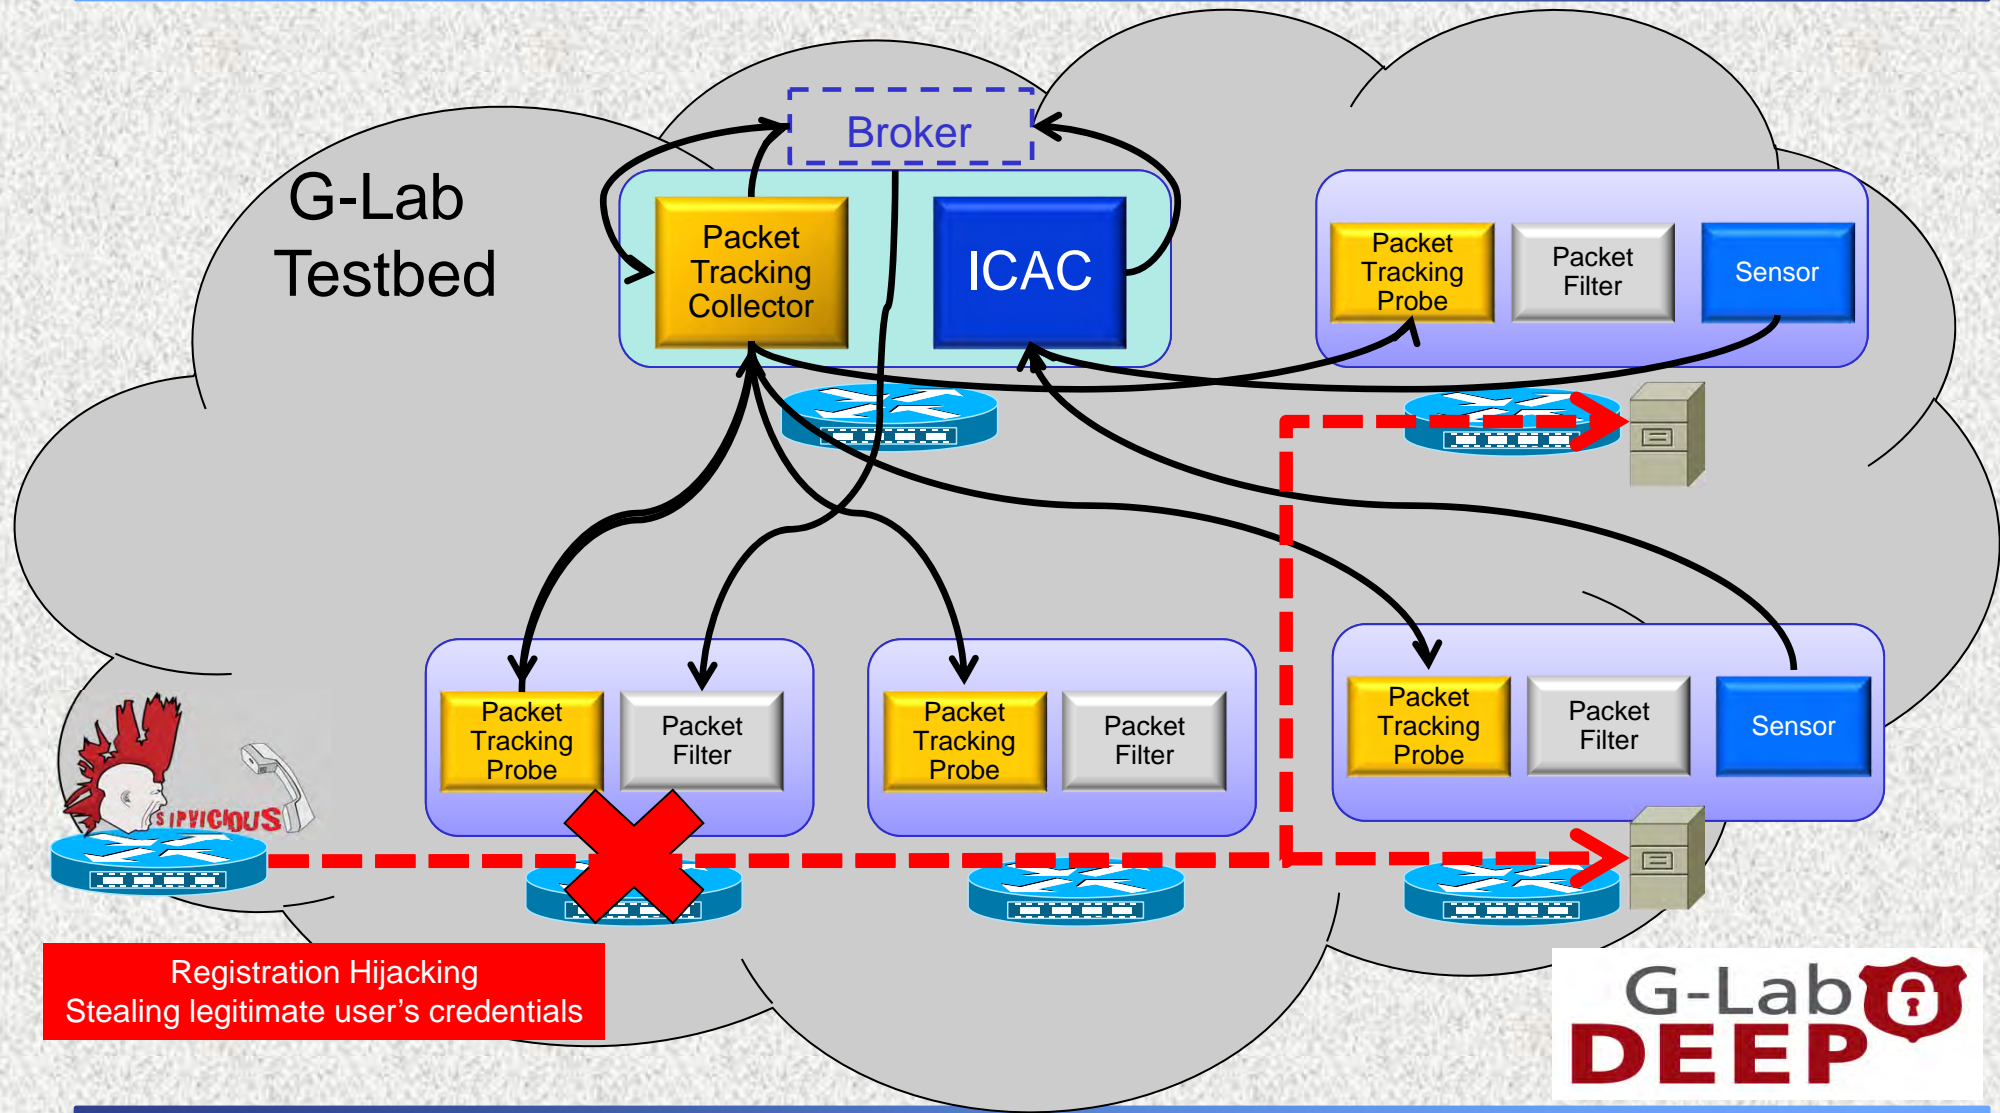 Broker
G-Lab
Testbed
Packet
Tracking
Collector
ICAC
Packet
Tracking
Probe
Packet
Filter
Sensor
Packet
Tracking
Probe
Packet
Filter
Packet
Tracking
Probe
Packet
Filter
Packet
Tracking
Probe
Packet
Filter
Sensor
SIPVICIOUS
Registration Hijacking
Stealing legitimate user’s credentials
G-Lab
DEEP